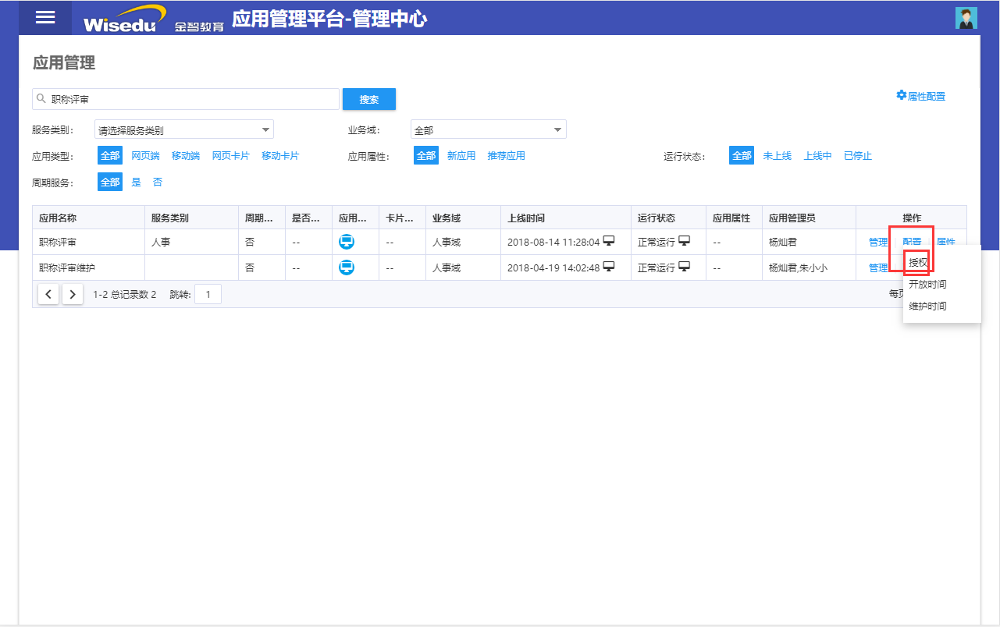 Wisedu 金智教育 应用管理平台-管理中心
应用管理
职称评审 搜索 属性配置
服务类别: 请选择服务类别 业务域: 全部
应用类型: 全部 网页端 移动端 网页卡片 移动卡片 应用属性: 全部 新应用 推荐应用 运行状态: 全部 未上线 上线中 已停止
周期服务: 全部 是 否
应用名称 服务类别 周期... 是否... 应用... 卡片... 业务域 上线时间 运行状态 应用属性 应用管理员 操作
职称评审 人事 否 -- -- 人事域 2018-08-14 11:28:04 正常运行 -- 杨灿君 管理 配置 属性
职称评审维护 否 -- -- 人事域 2018-04-19 14:02:48 正常运行 -- 杨灿君,朱小小 管理
授权
开放时间
维护时间
1-2 总记录数 2 跳转: 1 每页